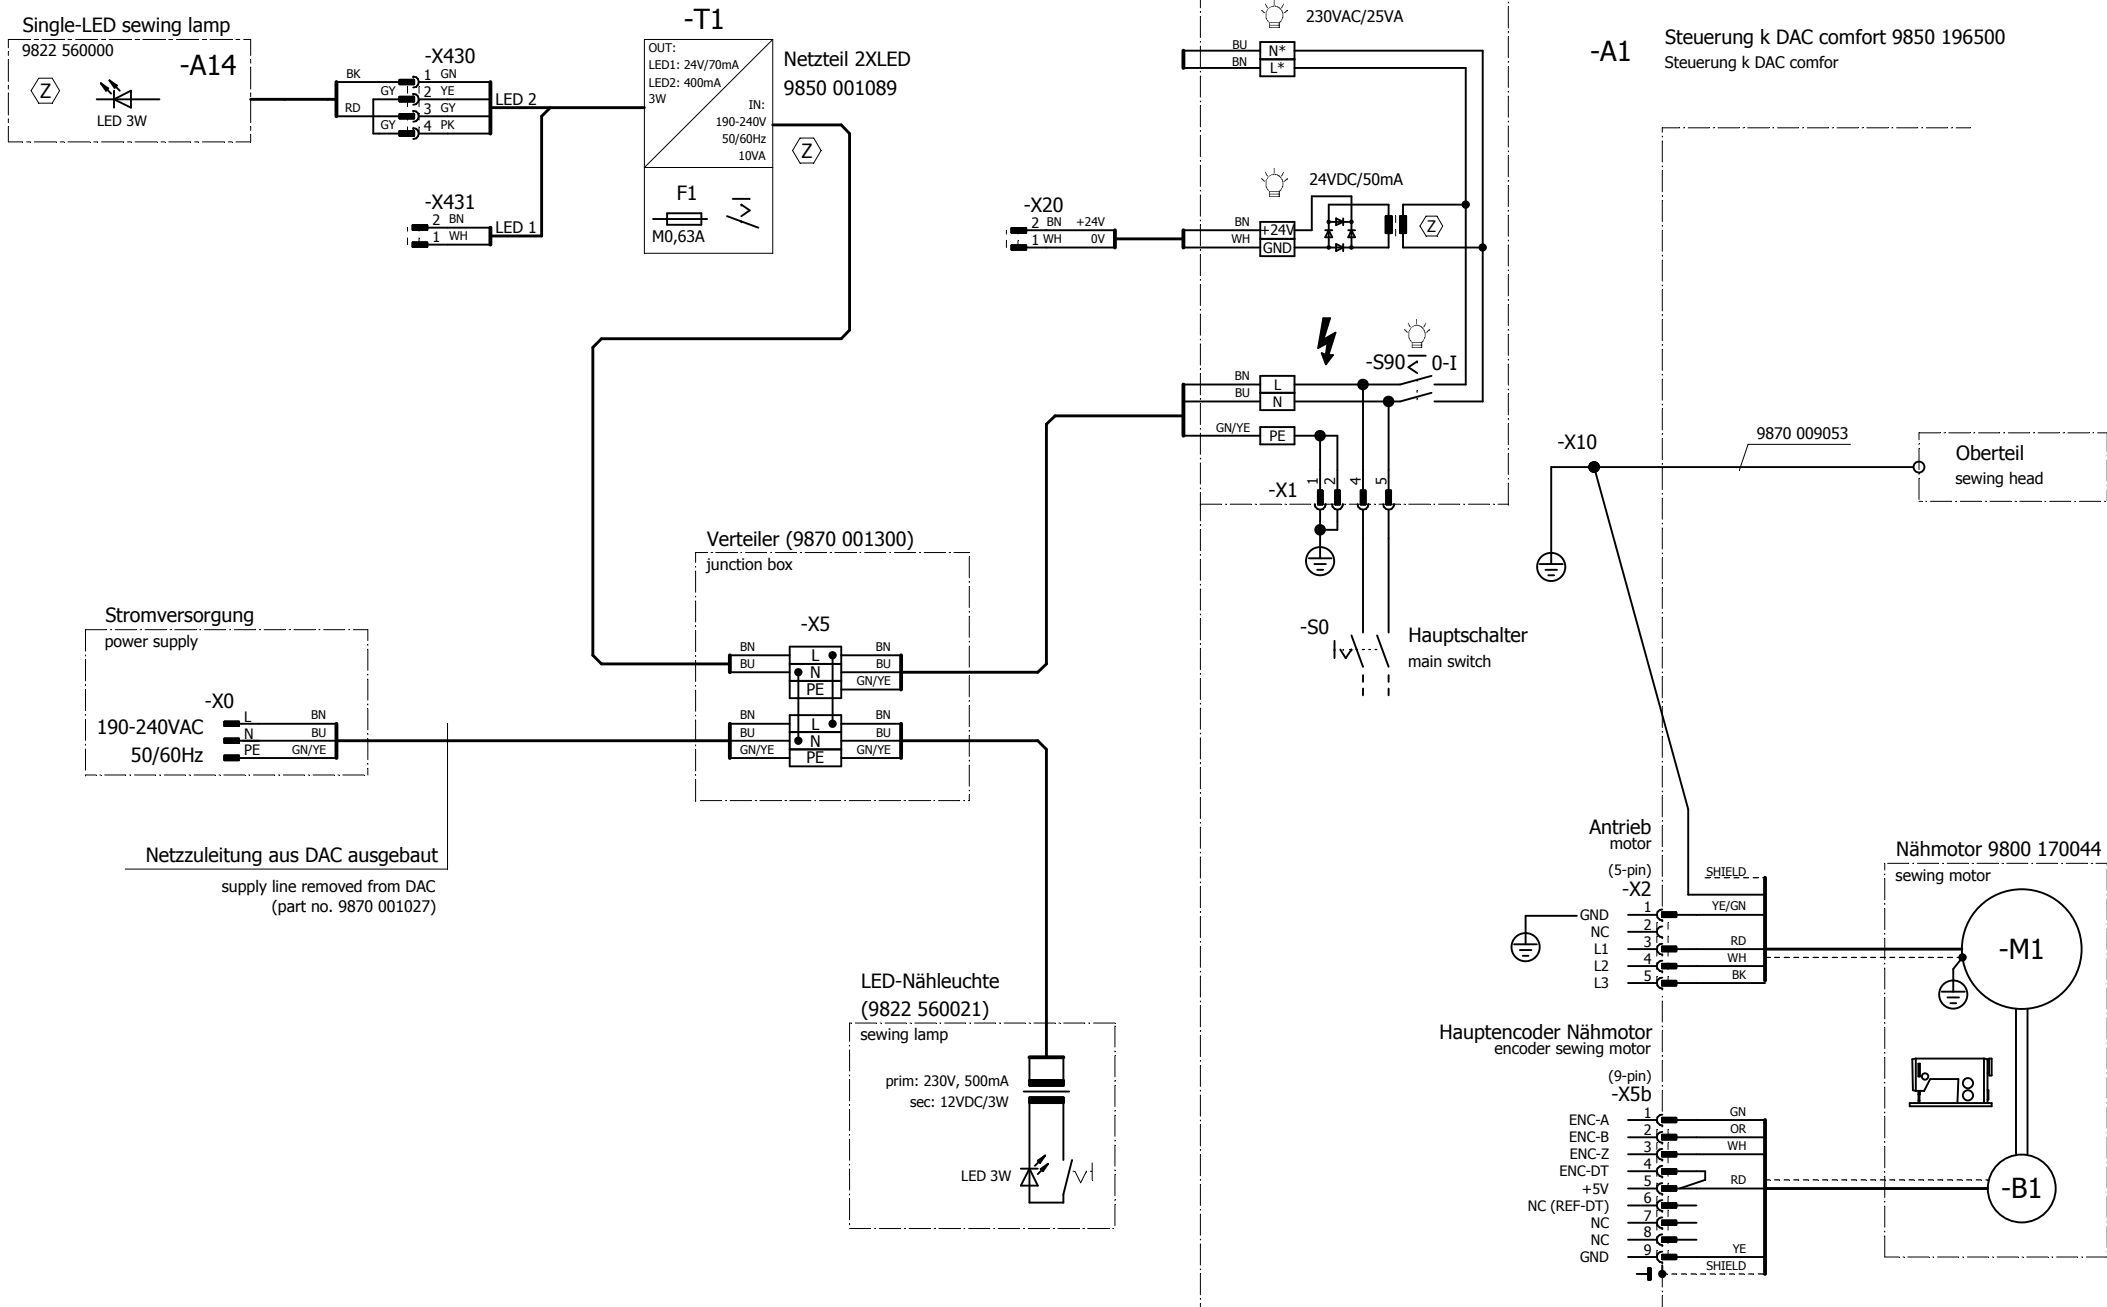 Single-LED sewing lamp
9822 560000
-A14
Z
LED 3W
-X430
BK
1 GN
GY
2 YE
RD
3 GY
GY
4 PK
LED 2
-X431
2 BN
1 WH
LED 1
-T1
OUT:
LED1: 24V/70mA
LED2: 400mA
3W
IN:
190-240V
50/60Hz
10VA
F1
M0,63A
Netzteil 2XLED
9850 001089
Z
230VAC/25VA
BU N*
BN L*
24VDC/50mA
-X20
2 BN +24V
1 WH 0V
BN +24V
WH GND
Z
-S90 0-I
BN L
BU N
GN/YE PE
-X1
1
2
4
5
-S0
Hauptschalter
main switch
-A1
Steuerung k DAC comfort 9850 196500
Steuerung k DAC comfor
-X10
9870 009053
Oberteil
sewing head
Verteiler (9870 001300)
junction box
-X5
BN L BN
BU N BU
PE GN/YE
BN L BN
BU N BU
GN/YE PE GN/YE
Stromversorgung
power supply
-X0
190-240VAC
50/60Hz
L BN
N BU
PE GN/YE
Netzzuleitung aus DAC ausgebaut
supply line removed from DAC
(part no. 9870 001027)
LED-Nähleuchte
(9822 560021)
sewing lamp
prim: 230V, 500mA
sec: 12VDC/3W
LED 3W
Antrieb
motor
(5-pin)
-X2
SHIELD
GND 1 YE/GN
NC 2
L1 3 RD
L2 4 WH
L3 5 BK
Nähmotor 9800 170044
sewing motor
-M1
Hauptencoder Nähmotor
encoder sewing motor
(9-pin)
-X5b
ENC-A 1 GN
ENC-B 2 OR
ENC-Z 3 WH
ENC-DT 4
+5V 5 RD
NC (REF-DT) 6
NC 7
NC 8
GND 9 YE
SHIELD
-B1